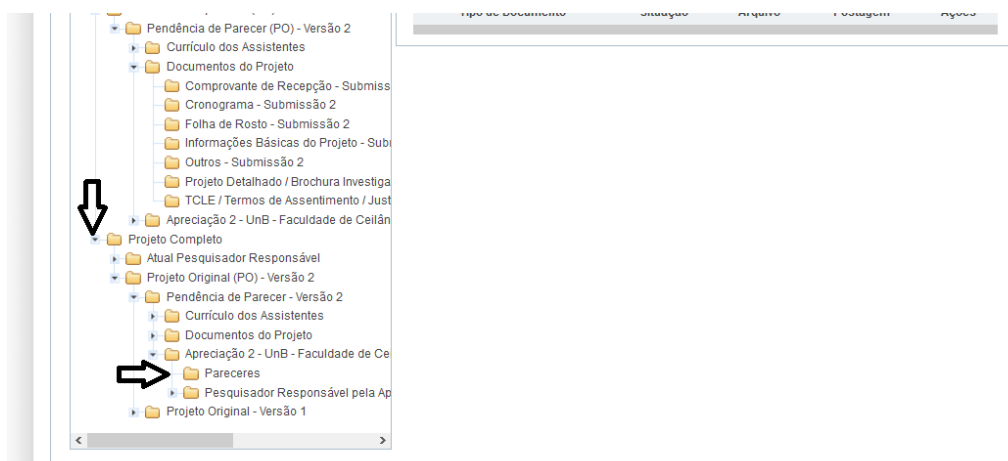 Tipo de Documento Situação Arquivo Postagem Ações
Pendência de Parecer (PO) - Versão 2
Currículo dos Assistentes
Documentos do Projeto
Comprovante de Recepção - Submiss
Cronograma - Submissão 2
Folha de Rosto - Submissão 2
Informações Básicas do Projeto - Sub
Outros - Submissão 2
Projeto Detalhado / Brochura Investiga
TCLE / Termos de Assentimento / Just
Apreciação 2 - UnB - Faculdade de Ceilân
Projeto Completo
Atual Pesquisador Responsável
Projeto Original (PO) - Versão 2
Pendência de Parecer - Versão 2
Currículo dos Assistentes
Documentos do Projeto
Apreciação 2 - UnB - Faculdade de Cei
Pareceres
Pesquisador Responsável pela Ap
Projeto Original - Versão 1